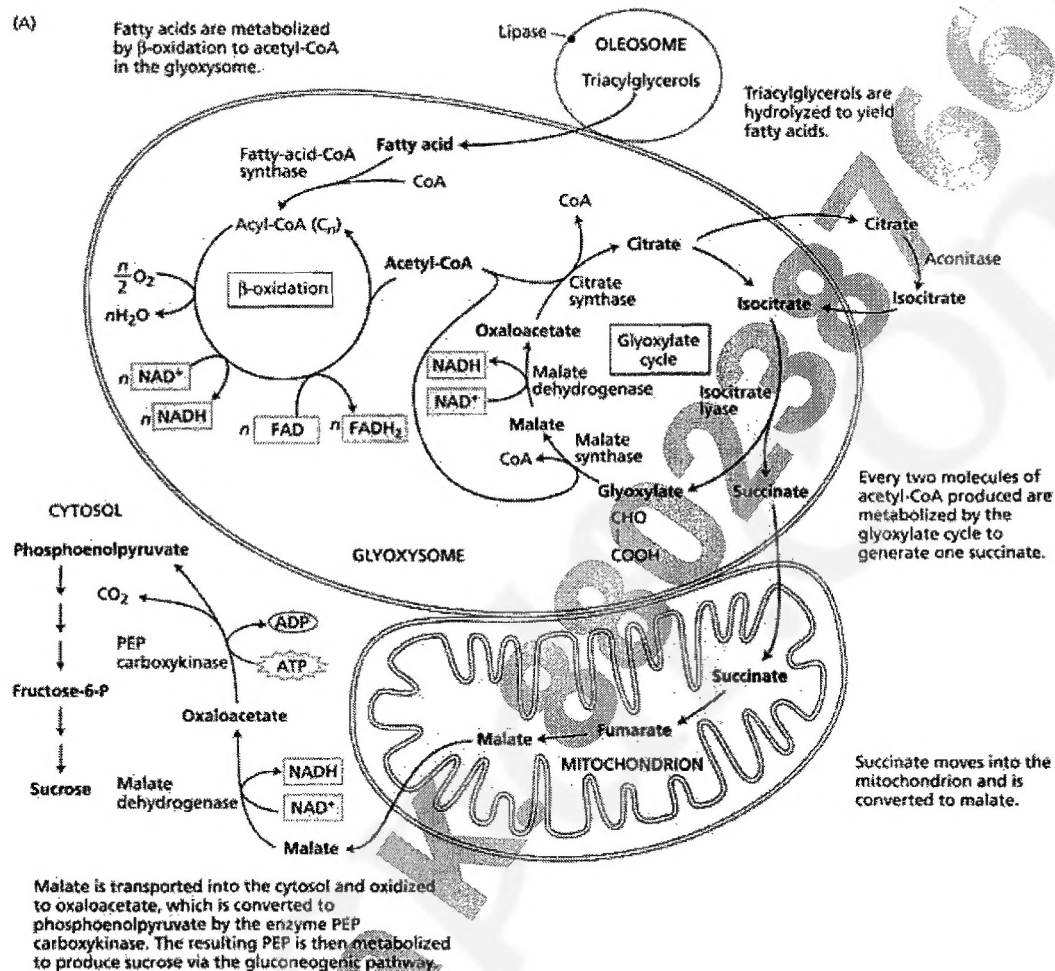 (A)
Fatty acids are metabolized
by β-oxidation to acetyl-CoA
in the glyoxysome.
Lipase
OLEOSOME
Triacylglycerols
Triacylglycerols are
hydrolyzed to yield
fatty acids.
Fatty acid
Fatty-acid-CoA
synthase
CoA
Acyl-CoA (Cn)
n/2 O2
nH2O
β-oxidation
n NAD+
n NADH
n FAD
n FADH2
Acetyl-CoA
CoA
Citrate
Citrate
synthase
Citrate
Aconitase
Isocitrate
Isocitrate
Oxaloacetate
Glyoxylate
cycle
NADH
NAD+
Malate
dehydrogenase
Isocitrate
lyase
Malate
Malate
synthase
CoA
Glyoxylate
CHO
COOH
Succinate
GLYOXYSOME
Every two molecules of
acetyl-CoA produced are
metabolized by the
glyoxylate cycle to
generate one succinate.
CYTOSOL
Phosphoenolpyruvate
CO2
ADP
ATP
PEP
carboxykinase
Fructose-6-P
Oxaloacetate
Sucrose
Malate
dehydrogenase
NADH
NAD+
Malate
Succinate
Fumarate
Malate
MITOCHONDRION
Succinate moves into the
mitochondrion and is
converted to malate.
Malate is transported into the cytosol and oxidized
to oxaloacetate, which is converted to
phosphoenolpyruvate by the enzyme PEP
carboxykinase. The resulting PEP is then metabolized
to produce sucrose via the gluconeogenic pathway.